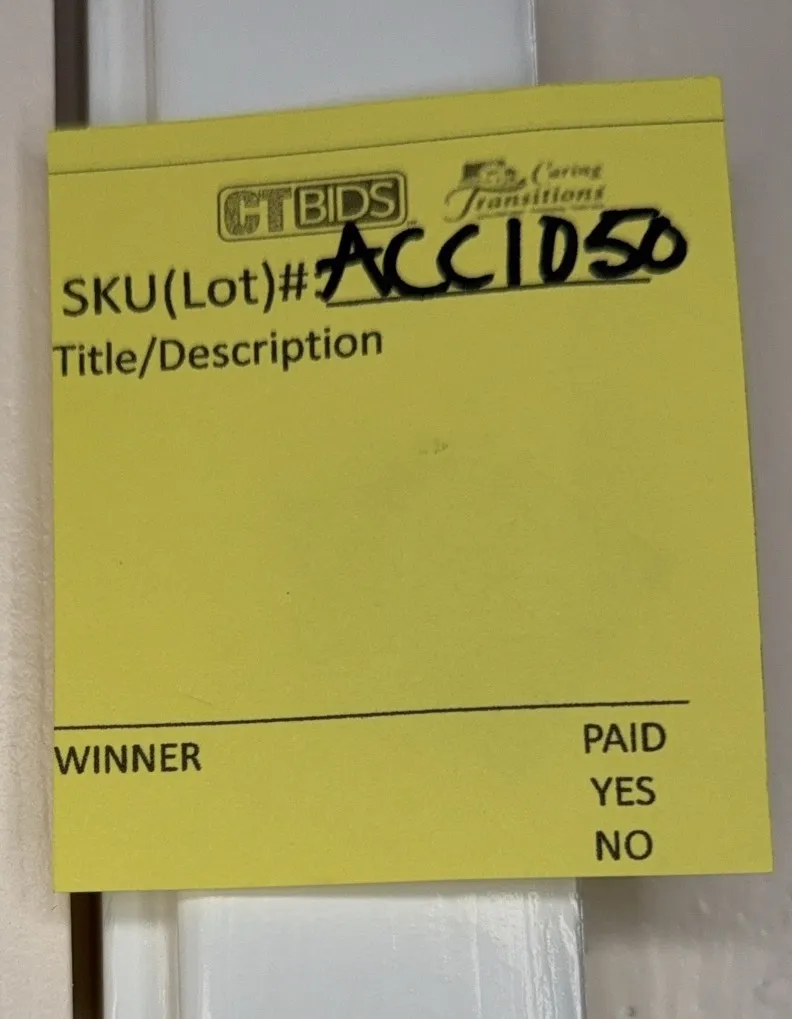 CTBIDS Caring Transitions
SKU(Lot)#: ACC1050
Title/Description
WINNER PAID
YES
NO